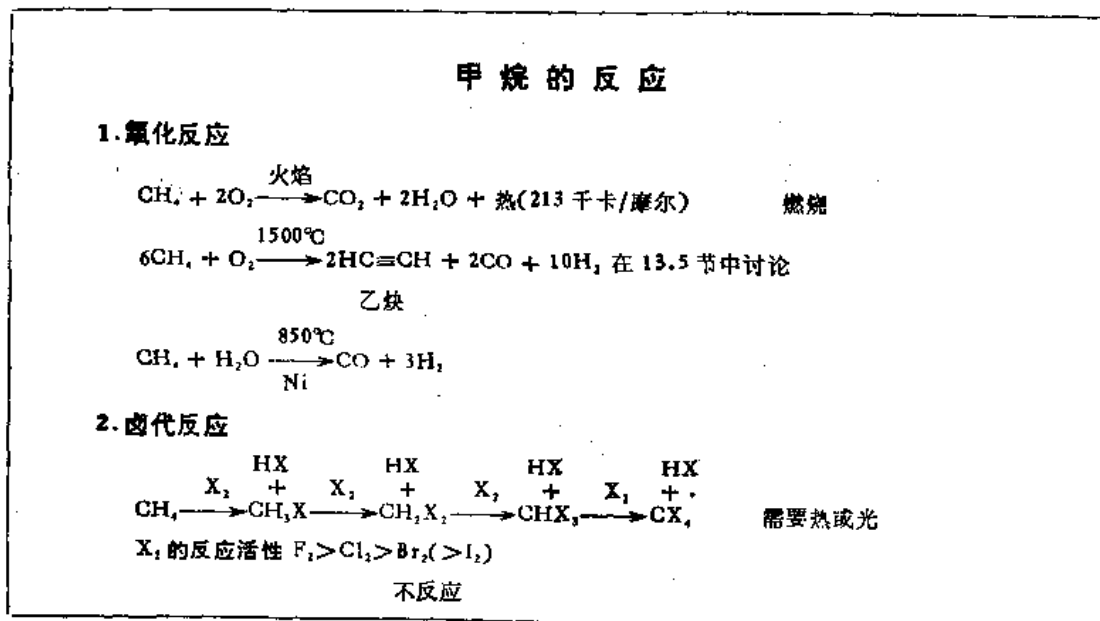 甲烷的反应
1.氧化反应
火焰
CH₄ + 2O₂ ⟶ CO₂ + 2H₂O + 热(213 千卡/摩尔) 燃烧
1500℃
6CH₄ + O₂ ⟶ 2HC≡CH + 2CO + 10H₂ 在 13.5 节中讨论
乙炔
850℃
CH₄ + H₂O ⟶ CO + 3H₂
Ni
2.卤代反应
HX HX HX HX
X₂ + X₂ + X₂ + X₂ +
CH₄ ⟶ CH₃X ⟶ CH₂X₂ ⟶ CHX₃ ⟶ CX₄ 需要热或光
X₂ 的反应活性 F₂>Cl₂>Br₂(>I₂)
不反应